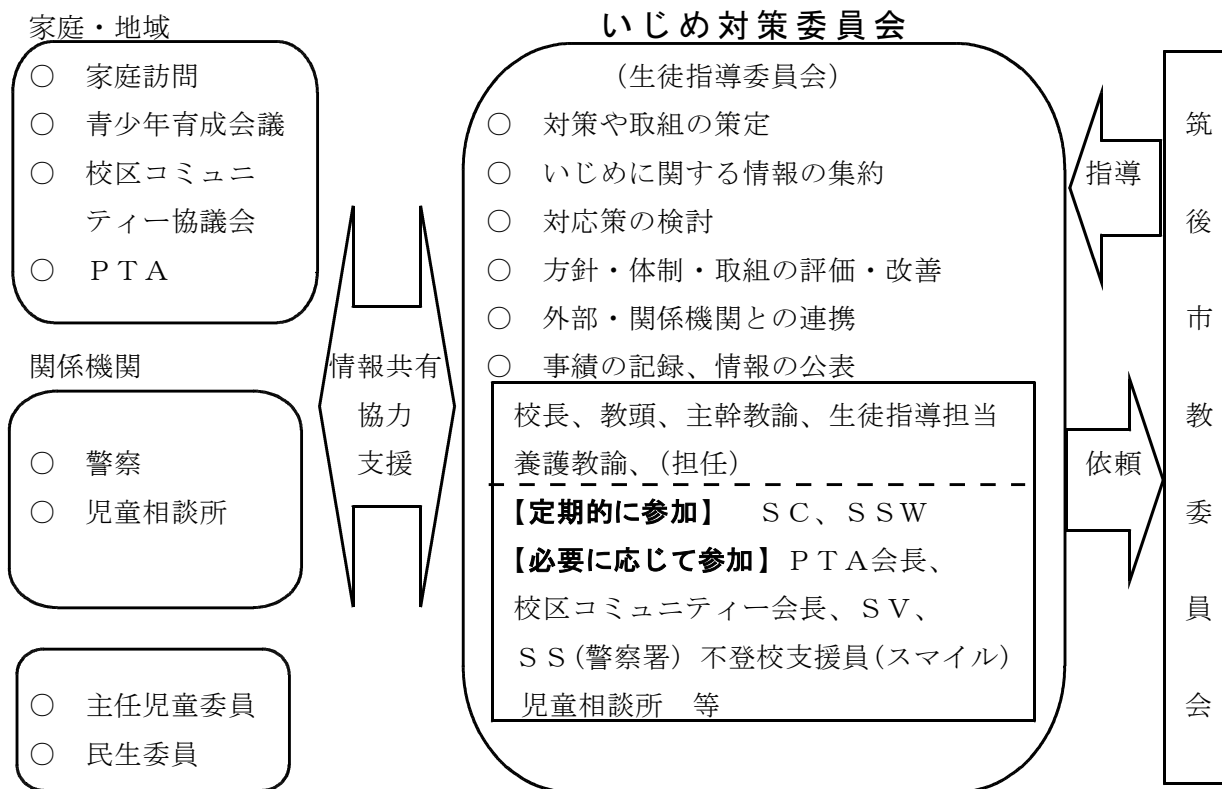 家庭・地域
○ 家庭訪問
○ 青少年育成会議
○ 校区コミュニ
ティー協議会
○ ＰＴＡ
関係機関
○ 警察
○ 児童相談所
○ 主任児童委員
○ 民生委員
情報共有
協力
支援
いじめ対策委員会
(生徒指導委員会)
○ 対策や取組の策定
○ いじめに関する情報の集約
○ 対応策の検討
○ 方針・体制・取組の評価・改善
○ 外部・関係機関との連携
○ 事績の記録、情報の公表
校長、教頭、主幹教諭、生徒指導担当
養護教諭、(担任)
【定期的に参加】 ＳＣ、ＳＳＷ
【必要に応じて参加】ＰＴＡ会長、
校区コミュニティー会長、ＳＶ、
ＳＳ(警察署) 不登校支援員(スマイル)
児童相談所 等
指導
依頼
筑後市教委員会